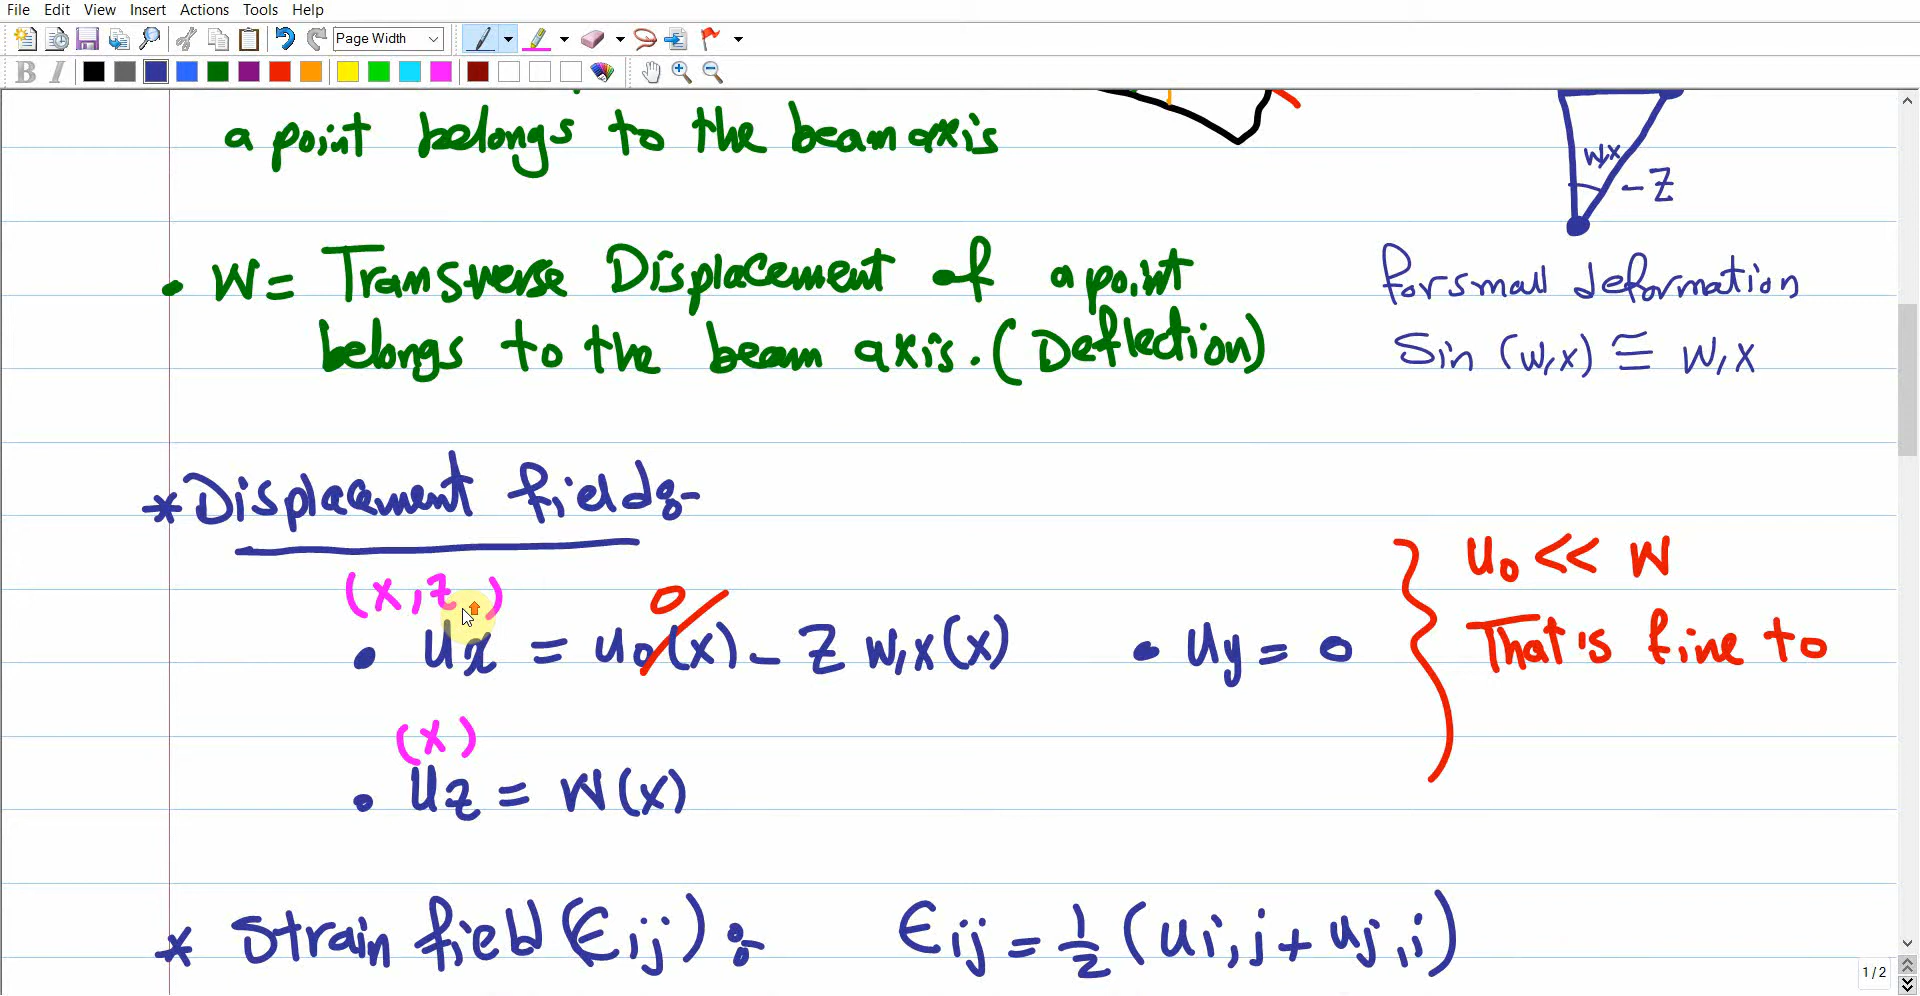 File Edit View Insert Actions Tools Help
Page Width
B I
a point belongs to the beam axis
w,x
-z
• W = Transverse Displacement of a point
belongs to the beam axis. (Deflection)
for small deformation
Sin (w,x) ≅ w,x
* Displacement field:-
(x,z)
0
• Ux = u0(x) - Z w,x(x) • Uy = 0
u0 << W
That is fine to
(x)
• Uz = W(x)
* Strain field (ϵij): ϵij = 1/2 (ui,j + uj,i)
1/2